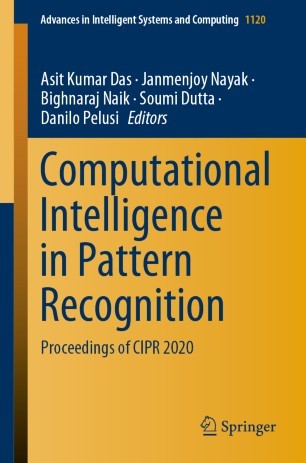 Advances in Intelligent Systems and Computing 1120
Asit Kumar Das · Janmenjoy Nayak ·
Bighnaraj Naik · Soumi Dutta ·
Danilo Pelusi Editors
Computational
Intelligence
in Pattern
Recognition
Proceedings of CIPR 2020
Springer